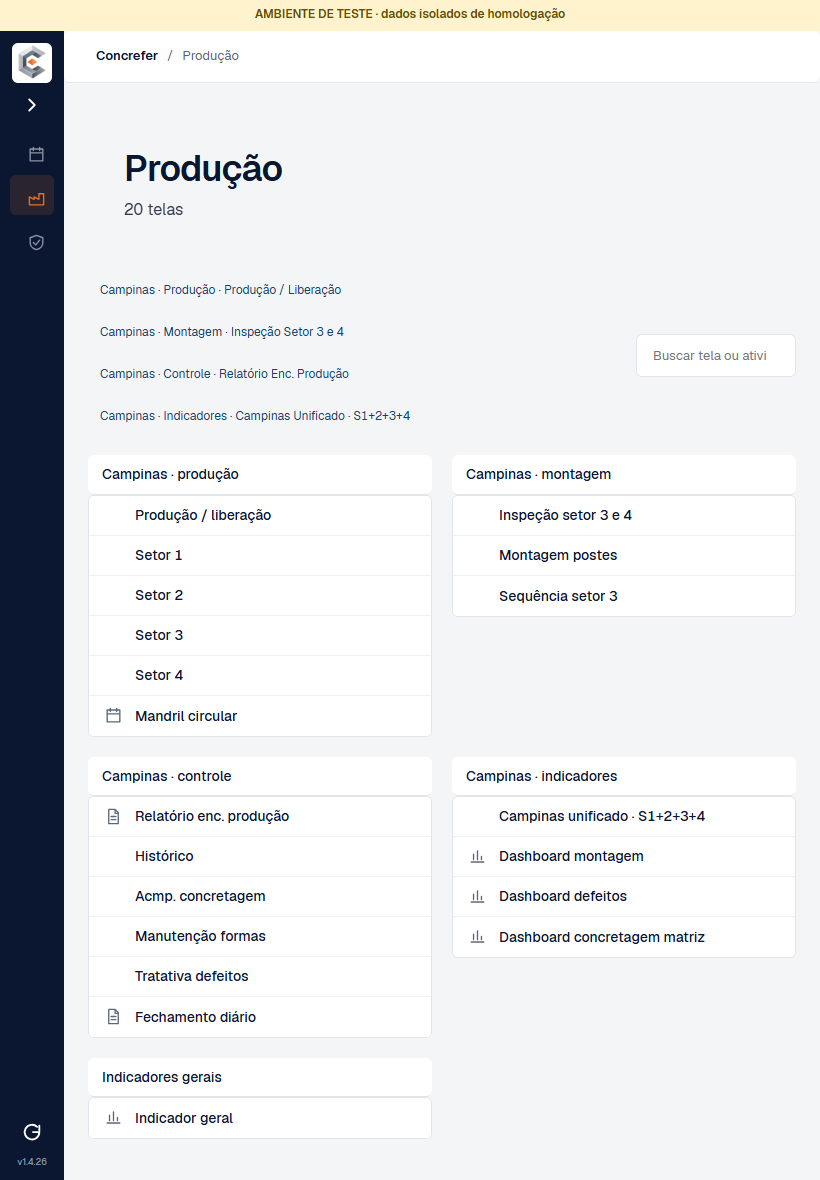 AMBIENTE DE TESTE · dados isolados de homologação
Concrefer / Produção
Produção
20 telas
Campinas · Produção · Produção / Liberação
Campinas · Montagem · Inspeção Setor 3 e 4
Campinas · Controle · Relatório Enc. Produção
Campinas · Indicadores · Campinas Unificado · S1+2+3+4
Buscar tela ou ativi
Campinas · produção
Produção / liberação
Setor 1
Setor 2
Setor 3
Setor 4
Mandril circular
Campinas · montagem
Inspeção setor 3 e 4
Montagem postes
Sequência setor 3
Campinas · controle
Relatório enc. produção
Histórico
Acmp. concretagem
Manutenção formas
Tratativa defeitos
Fechamento diário
Campinas · indicadores
Campinas unificado · S1+2+3+4
Dashboard montagem
Dashboard defeitos
Dashboard concretagem matriz
Indicadores gerais
Indicador geral
v1.4.26